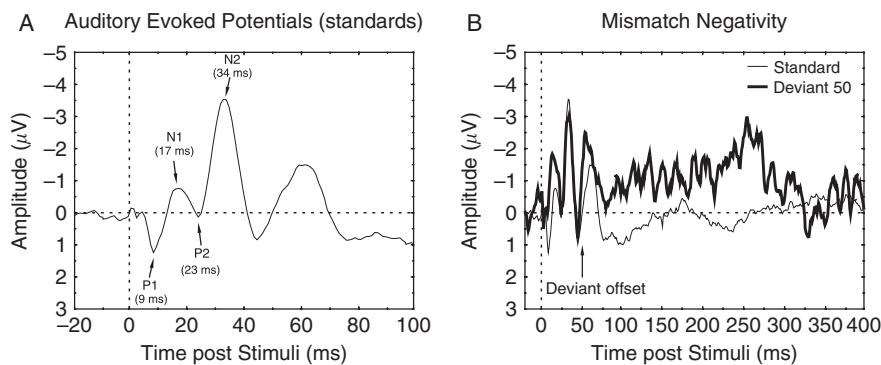 A Auditory Evoked Potentials (standards)
–5
–4
–3
–2
–1
0
1
2
3
Amplitude (μV)
N2
(34 ms)
N1
(17 ms)
P2
(23 ms)
P1
(9 ms)
–20 0 20 40 60 80 100
Time post Stimuli (ms)
B Mismatch Negativity
–5
–4
–3
–2
–1
0
1
2
3
Amplitude (μV)
Standard
Deviant 50
Deviant offset
0 50 100 150 200 250 300 350 400
Time post Stimuli (ms)